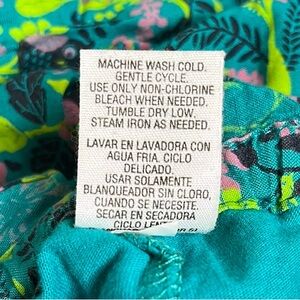 MACHINE WASH COLD.
GENTLE CYCLE.
USE ONLY NON-CHLORINE
BLEACH WHEN NEEDED.
TUMBLE DRY LOW.
STEAM IRON AS NEEDED.
LAVAR EN LAVADORA CON
AGUA FRIA. CICLO
DELICADO.
USAR SOLAMENTE
BLANQUEADOR SIN CLORO,
CUANDO SE NECESITE.
SECAR EN SECADORA
CICLO